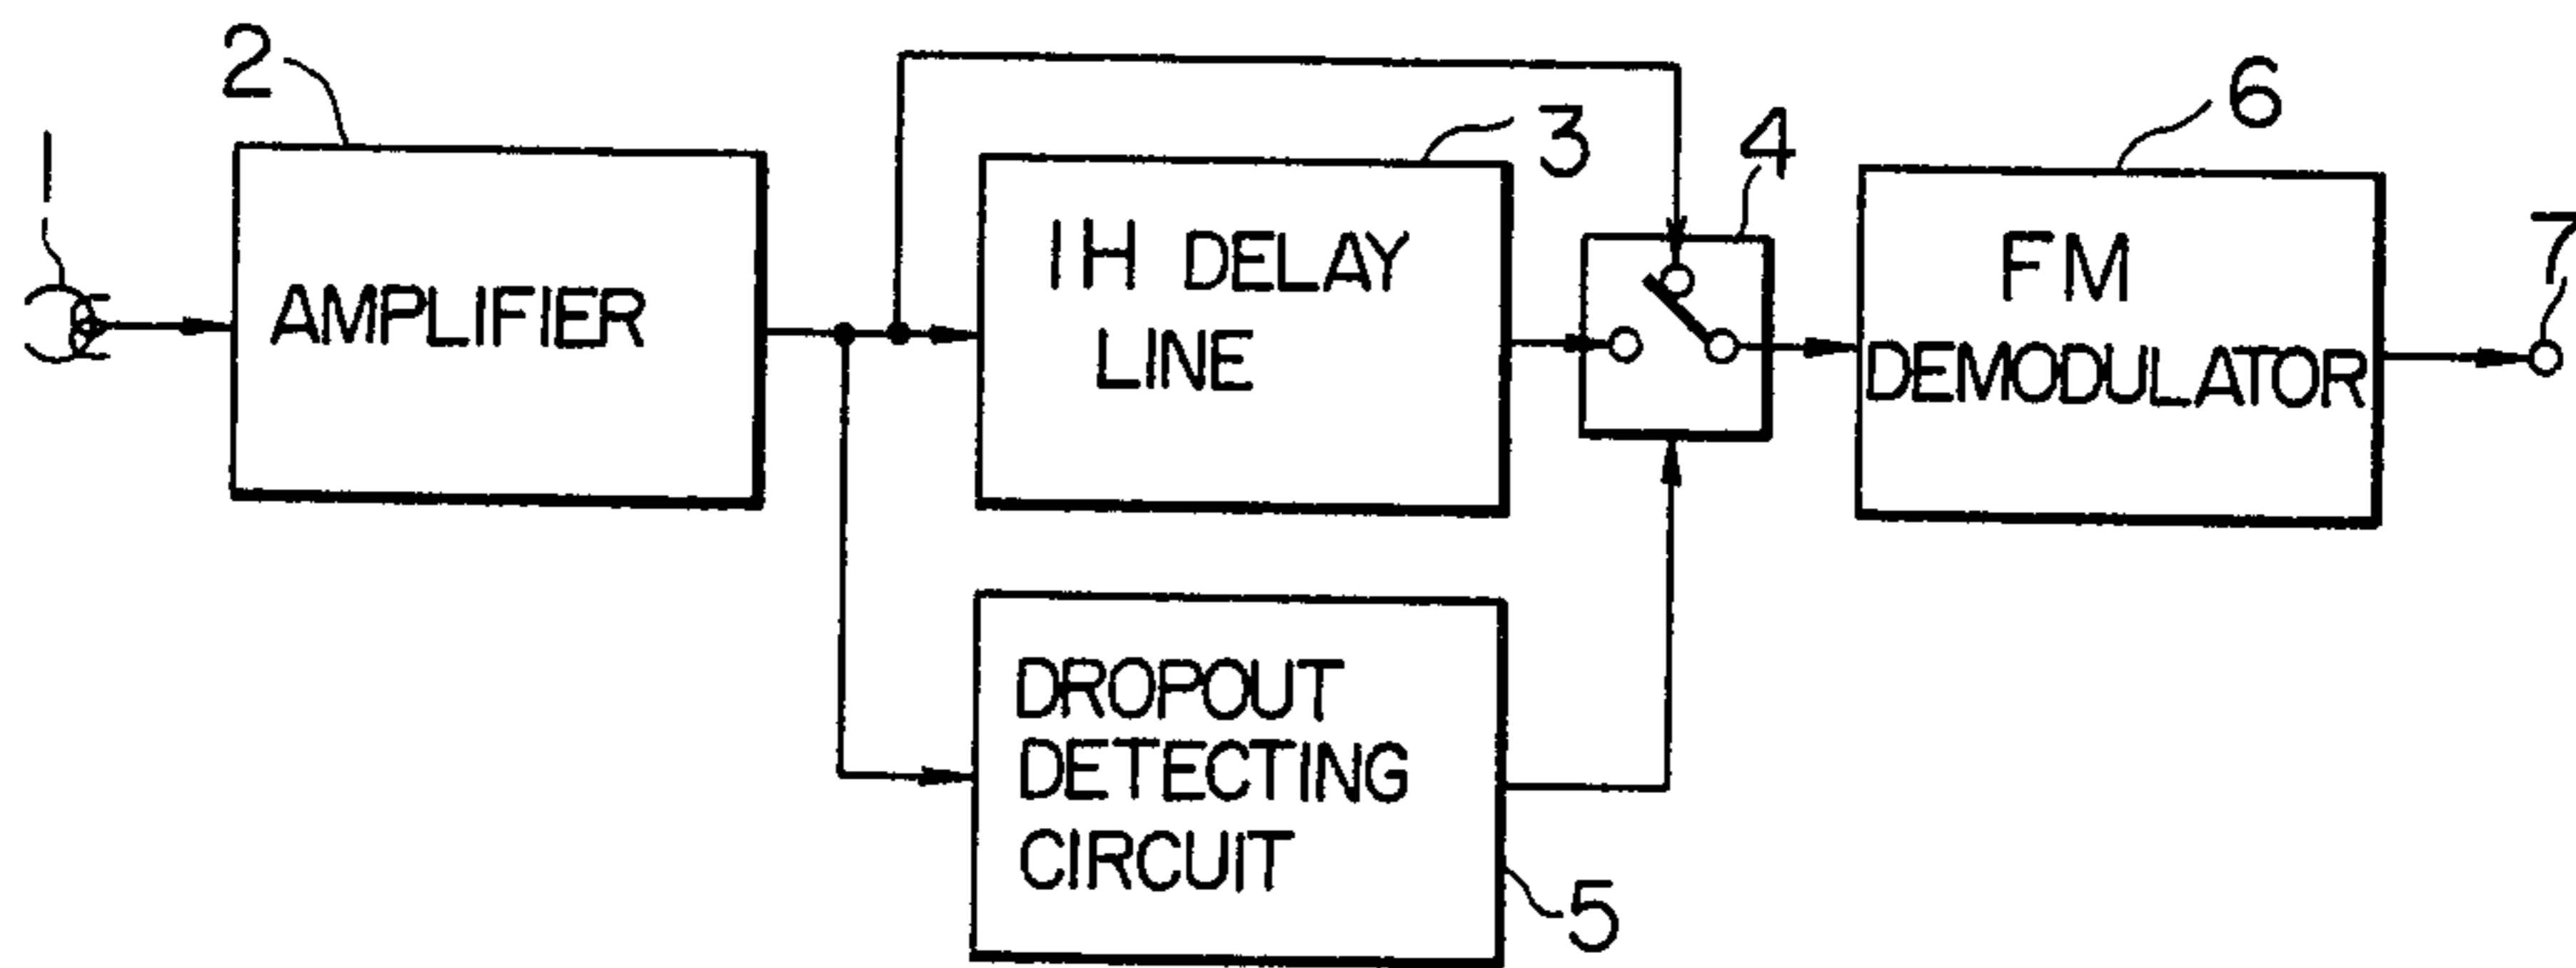 2
1
3
4
6
7
AMPLIFIER
1H DELAY
LINE
FM
DEMODULATOR
DROPOUT
DETECTING
CIRCUIT
5